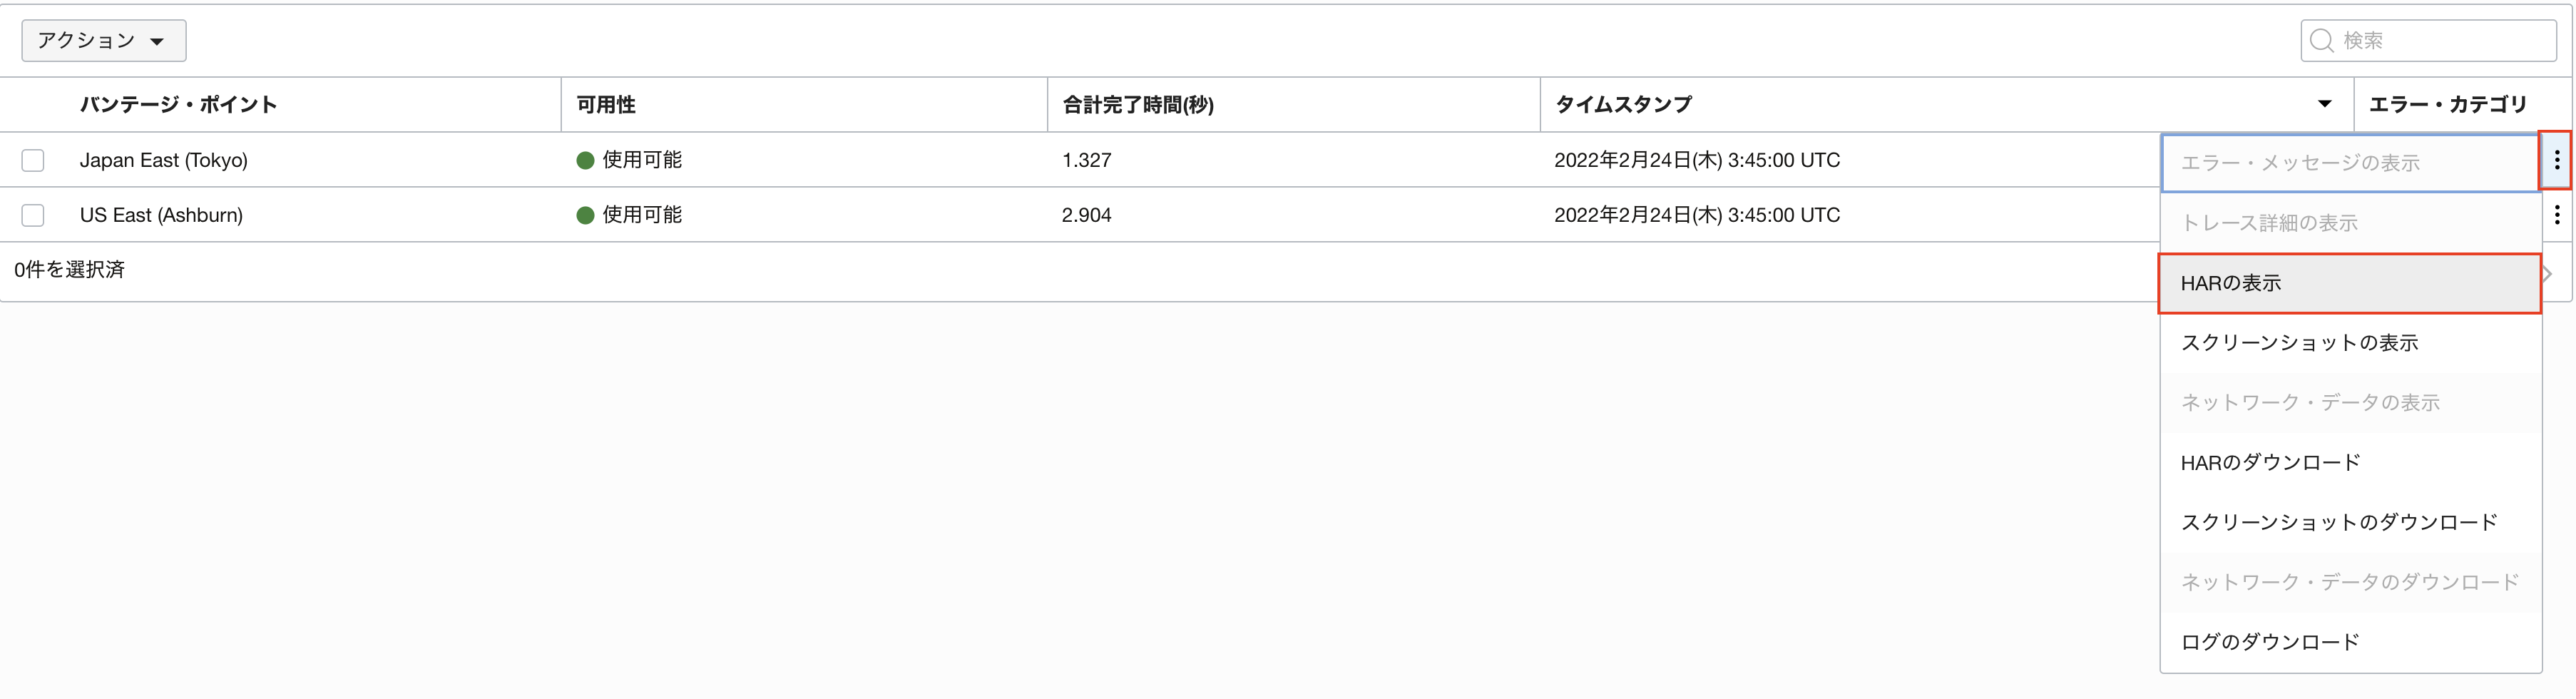 アクション
検索
バンテージ・ポイント 可用性 合計完了時間(秒) タイムスタンプ エラー・カテゴリ
Japan East (Tokyo) 使用可能 1.327 2022年2月24日(木) 3:45:00 UTC
US East (Ashburn) 使用可能 2.904 2022年2月24日(木) 3:45:00 UTC
0件を選択済
エラー・メッセージの表示
トレース詳細の表示
HARの表示
スクリーンショットの表示
ネットワーク・データの表示
HARのダウンロード
スクリーンショットのダウンロード
ネットワーク・データのダウンロード
ログのダウンロード